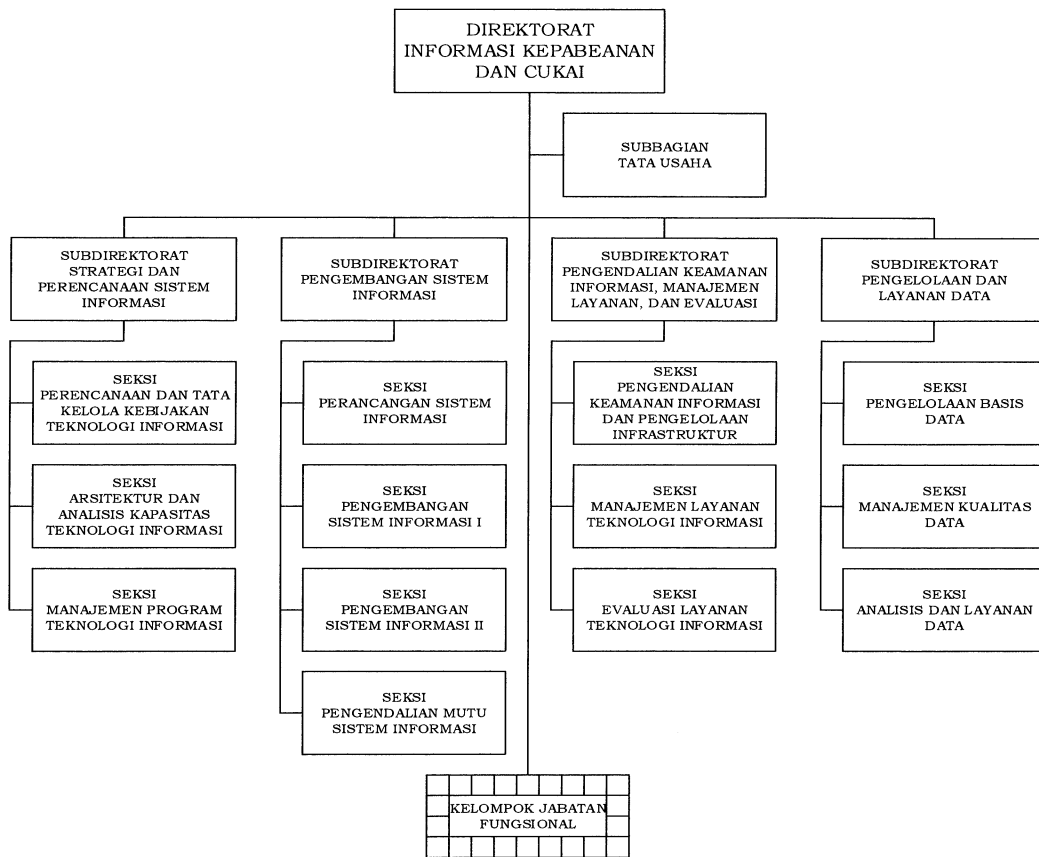 DIREKTORAT
INFORMASI KEPABEANAN
DAN CUKAI
SUBBAGIAN
TATA USAHA
SUBDIREKTORAT
STRATEGI DAN
PERENCANAAN SISTEM
INFORMASI
SUBDIREKTORAT
PENGEMBANGAN SISTEM
INFORMASI
SUBDIREKTORAT
PENGENDALIAN KEAMANAN
INFORMASI, MANAJEMEN
LAYANAN, DAN EVALUASI
SUBDIREKTORAT
PENGELOLAAN DAN
LAYANAN DATA
SEKSI
PERENCANAAN DAN TATA
KELOLA KEBIJAKAN
TEKNOLOGI INFORMASI
SEKSI
PERANCANGAN SISTEM
INFORMASI
SEKSI
PENGENDALIAN
KEAMANAN INFORMASI
DAN PENGELOLAAN
INFRASTRUKTUR
SEKSI
PENGELOLAAN BASIS
DATA
SEKSI
ARSITEKTUR DAN
ANALISIS KAPASITAS
TEKNOLOGI INFORMASI
SEKSI
PENGEMBANGAN
SISTEM INFORMASI I
SEKSI
MANAJEMEN LAYANAN
TEKNOLOGI INFORMASI
SEKSI
MANAJEMEN KUALITAS
DATA
SEKSI
MANAJEMEN PROGRAM
TEKNOLOGI INFORMASI
SEKSI
PENGEMBANGAN
SISTEM INFORMASI II
SEKSI
EVALUASI LAYANAN
TEKNOLOGI INFORMASI
SEKSI
ANALISIS DAN LAYANAN
DATA
SEKSI
PENGENDALIAN MUTU
SISTEM INFORMASI
KELOMPOK JABATAN
FUNGSIONAL